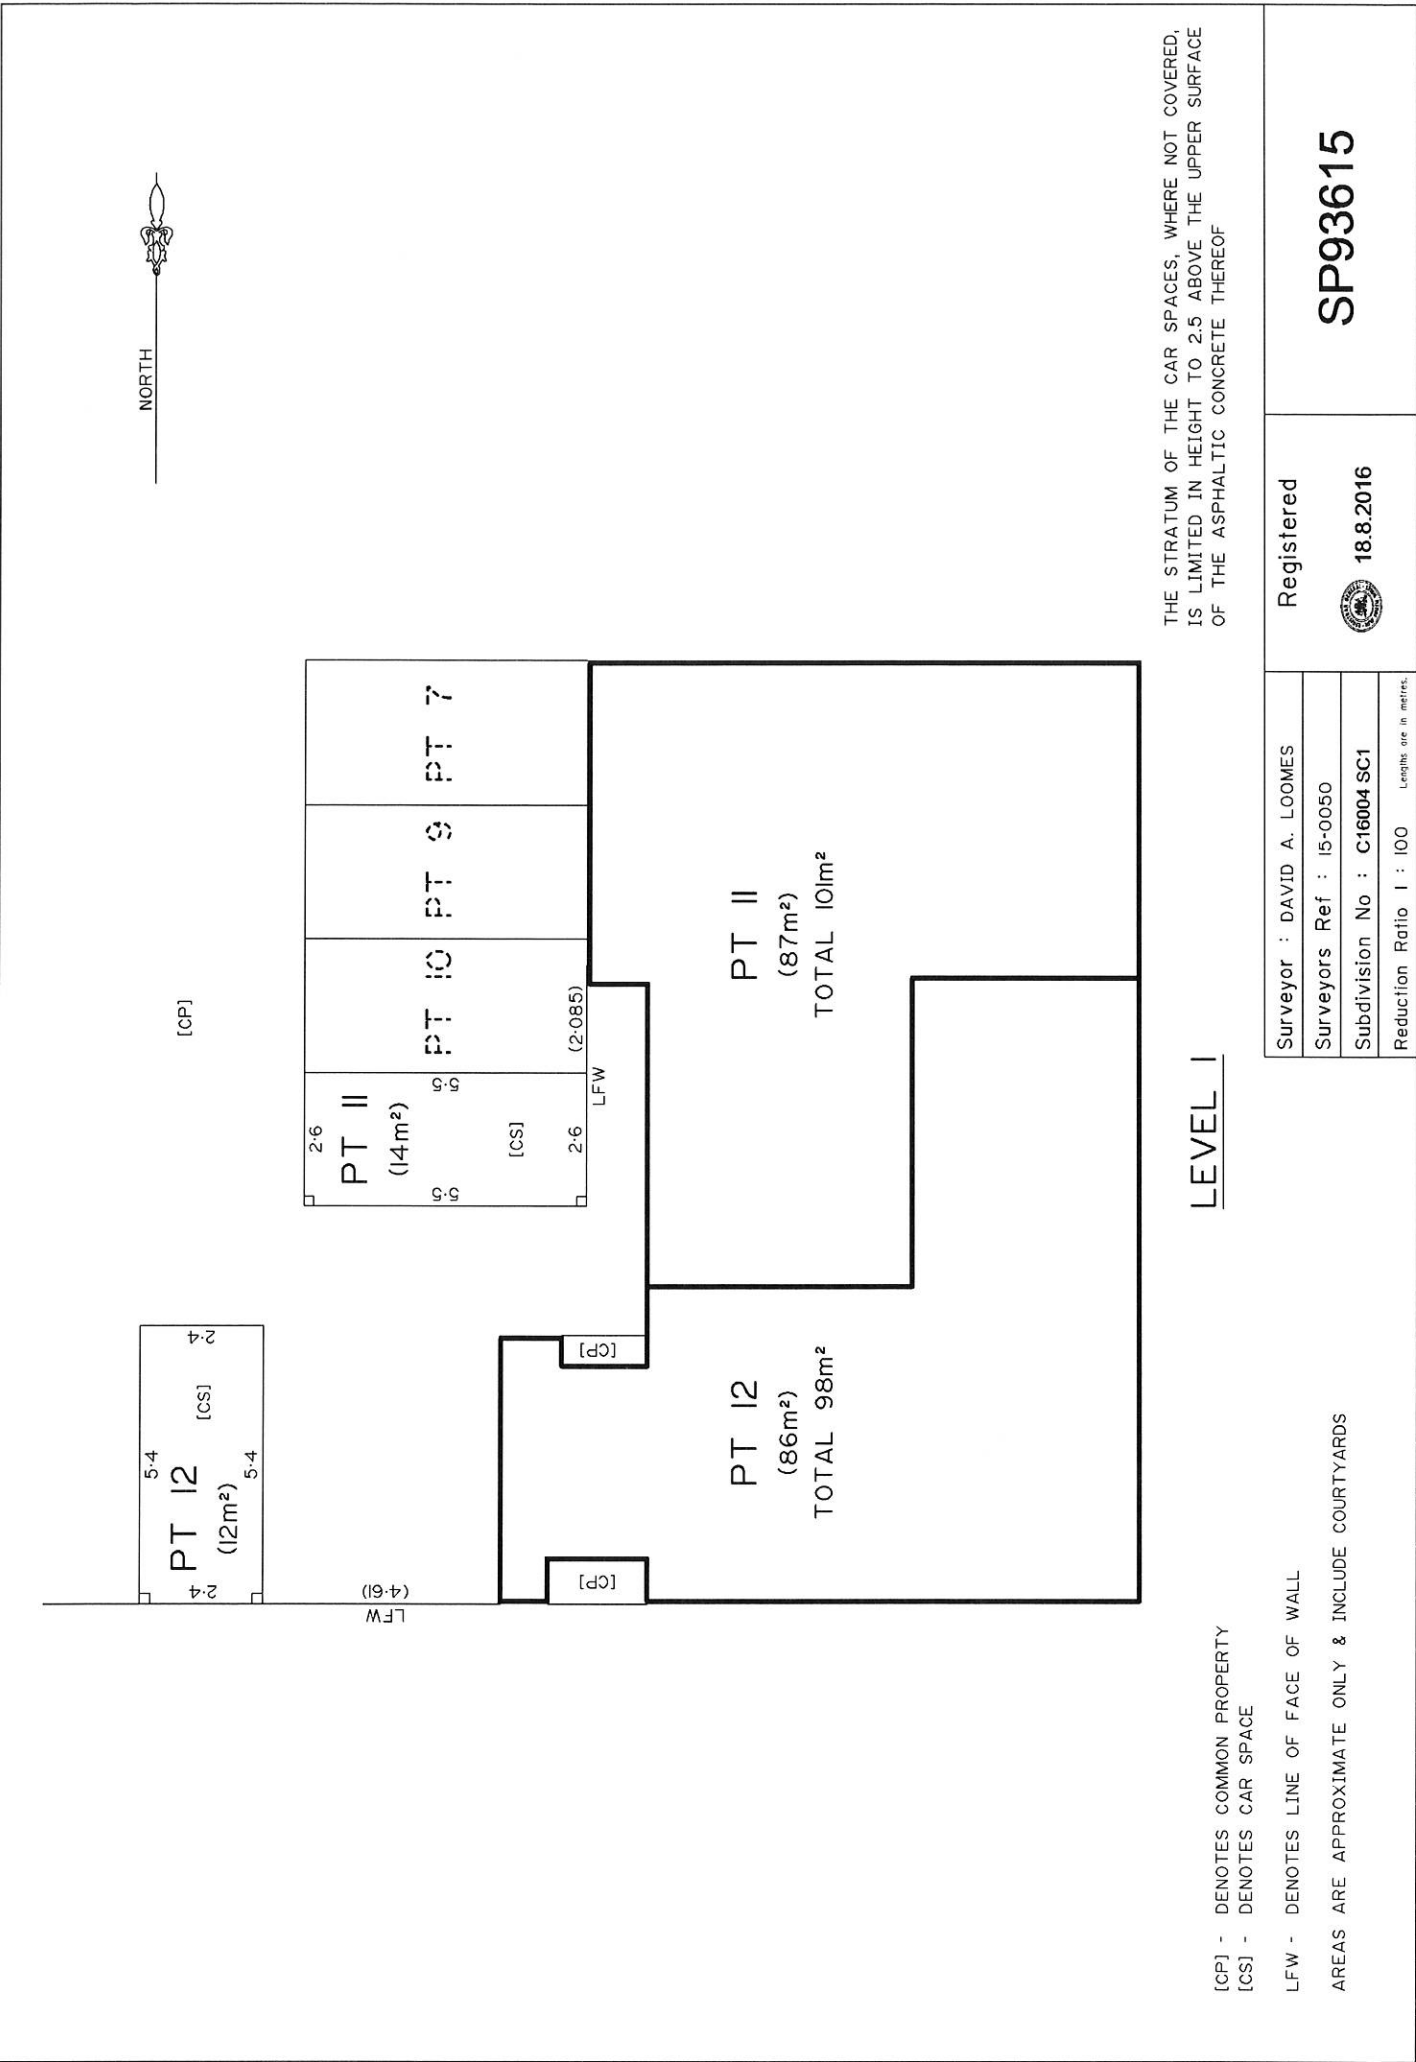 NORTH
[CP]
PT 12
(12m²)
[CS]
5·4
5·4
2·4
2·4
(4·61)
LFW
PT 11
(14m²)
[CS]
2·6
2·6
5·5
5·5
PT 10
PT 9
PT 7
(2·085)
LFW
[CP]
[CP]
PT 12
(86m²)
TOTAL 98m²
PT 11
(87m²)
TOTAL 101m²
LEVEL 1
THE STRATUM OF THE CAR SPACES, WHERE NOT COVERED,
IS LIMITED IN HEIGHT TO 2.5 ABOVE THE UPPER SURFACE
OF THE ASPHALTIC CONCRETE THEREOF
[CP] - DENOTES COMMON PROPERTY
[CS] - DENOTES CAR SPACE
LFW - DENOTES LINE OF FACE OF WALL
AREAS ARE APPROXIMATE ONLY & INCLUDE COURTYARDS
Surveyor : DAVID A. LOOMES
Surveyors Ref : 15-0050
Subdivision No : C16004 SC1
Reduction Ratio 1 : 100 Lengths are in metres.
Registered
18.8.2016
SP93615